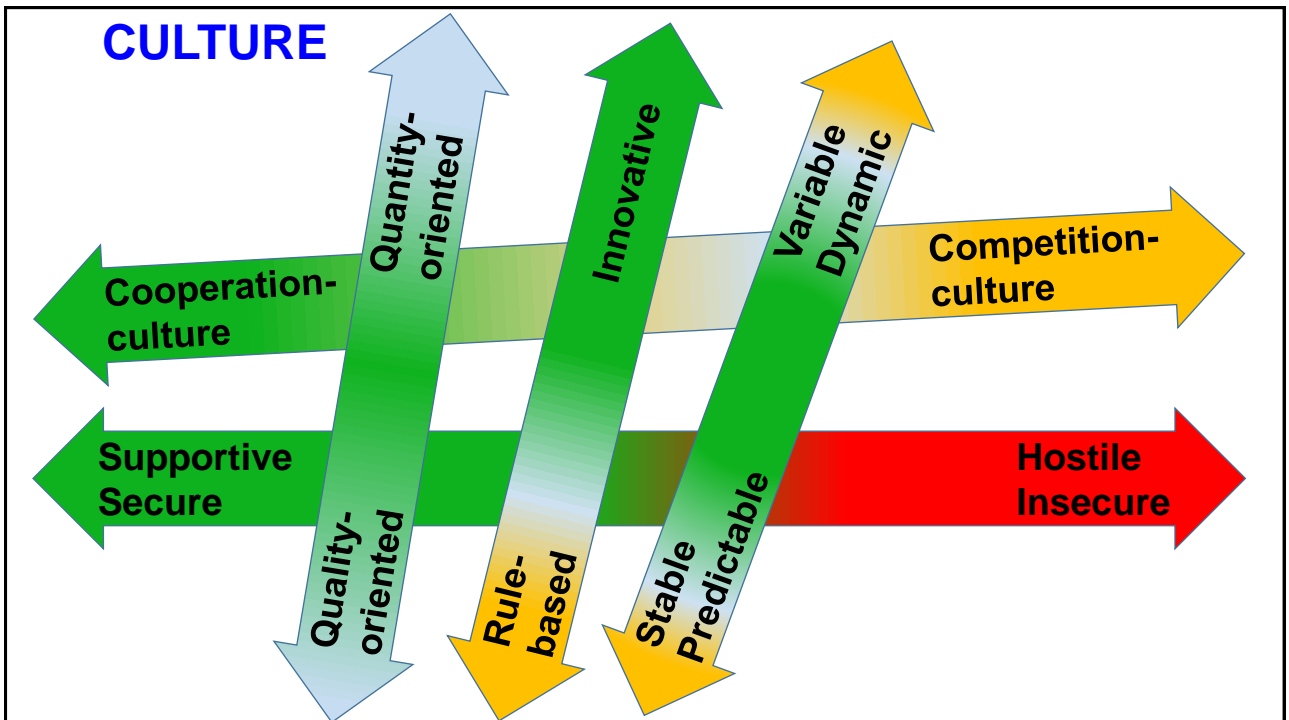 CULTURE
Quantity-
oriented
Innovative
Variable
Dynamic
Cooperation-
culture
Competition-
culture
Supportive
Secure
Hostile
Insecure
Quality-
oriented
Rule-
based
Stable
Predictable